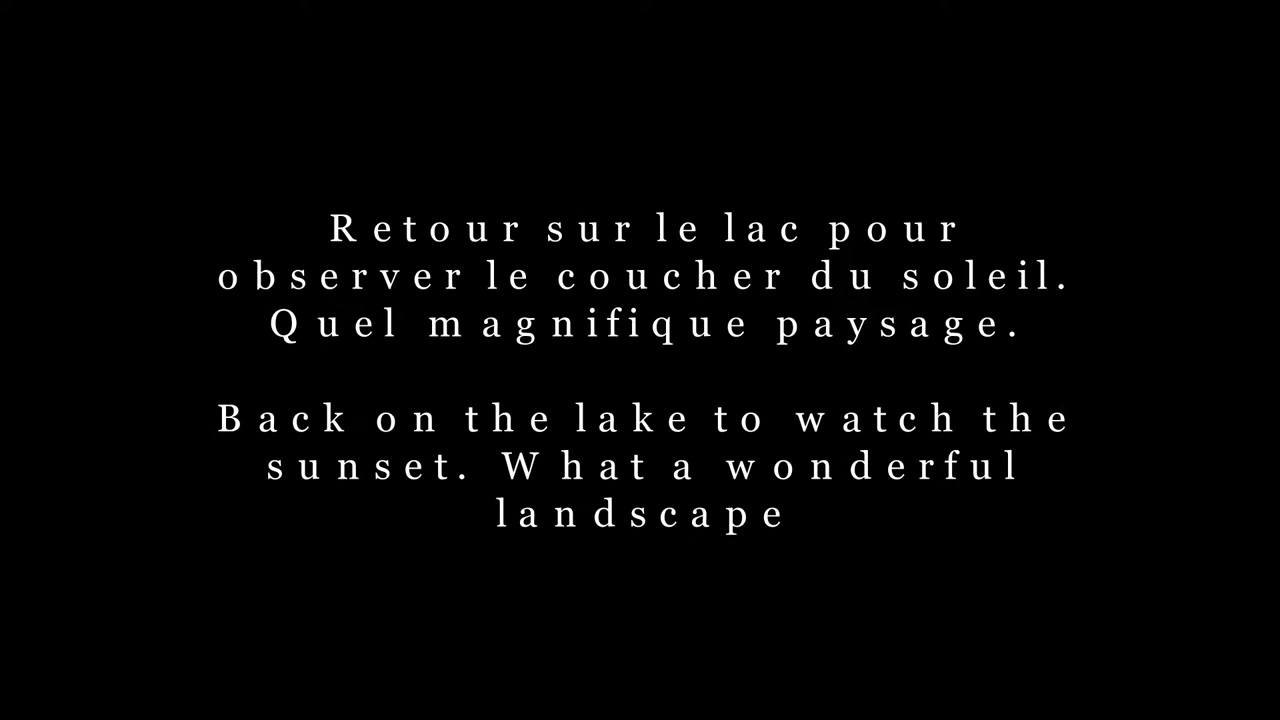 Retour sur le lac pour
observer le coucher du soleil.
Quel magnifique paysage.
Back on the lake to watch the
sunset. What a wonderful
landscape